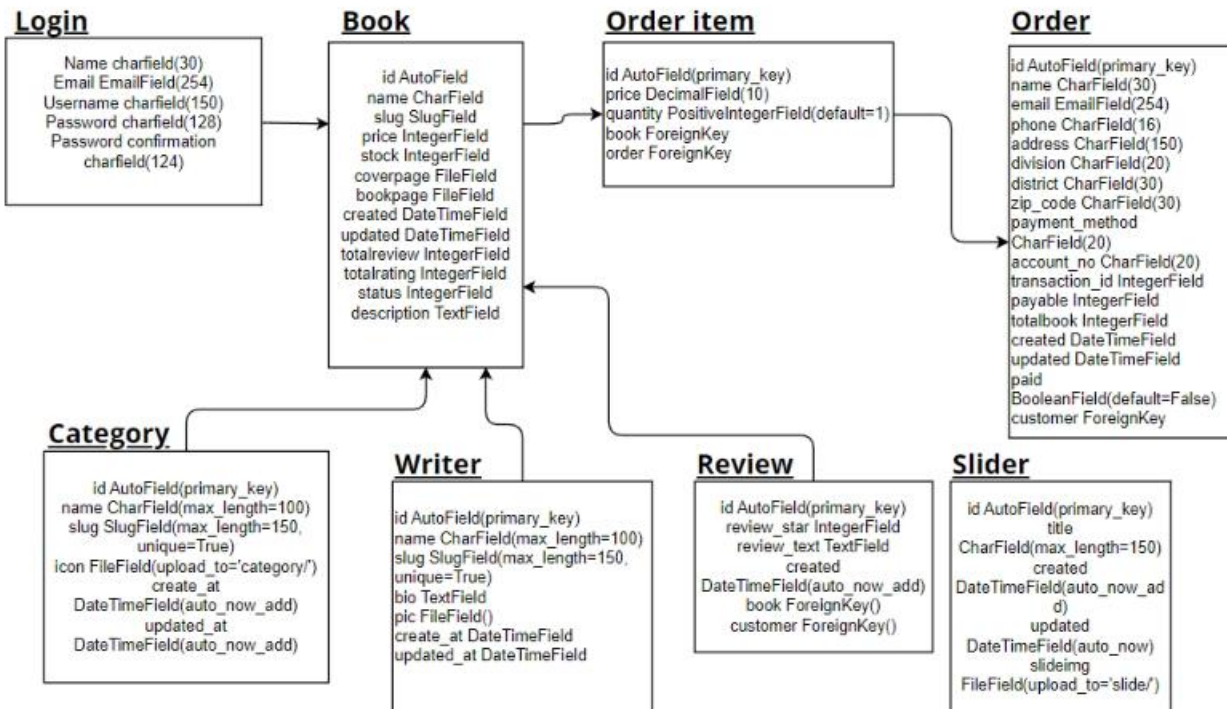 Login
Name charfield(30)
Email EmailField(254)
Username charfield(150)
Password charfield(128)
Password confirmation
charfield(124)
Book
id AutoField
name CharField
slug SlugField
price IntegerField
stock IntegerField
coverpage FileField
bookpage FileField
created DateTimeField
updated DateTimeField
totalreview IntegerField
totalrating IntegerField
status IntegerField
description TextField
Order item
id AutoField(primary_key)
price DecimalField(10)
quantity PositiveIntegerField(default=1)
book ForeignKey
order ForeignKey
Order
id AutoField(primary_key)
name CharField(30)
email EmailField(254)
phone CharField(16)
address CharField(150)
division CharField(20)
district CharField(30)
zip_code CharField(30)
payment_method
CharField(20)
account_no CharField(20)
transaction_id IntegerField
payable IntegerField
totalbook IntegerField
created DateTimeField
updated DateTimeField
paid
BooleanField(default=False)
customer ForeignKey
Category
id AutoField(primary_key)
name CharField(max_length=100)
slug SlugField(max_length=150,
unique=True)
icon FileField(upload_to='category/')
create_at
DateTimeField(auto_now_add)
updated_at
DateTimeField(auto_now_add)
Writer
id AutoField(primary_key)
name CharField(max_length=100)
slug SlugField(max_length=150,
unique=True)
bio TextField
pic FileField()
create_at DateTimeField
updated_at DateTimeField
Review
id AutoField(primary_key)
review_star IntegerField
review_text TextField
created
DateTimeField(auto_now_add)
book ForeignKey()
customer ForeignKey()
Slider
id AutoField(primary_key)
title
CharField(max_length=150)
created
DateTimeField(auto_now_ad
d)
updated
DateTimeField(auto_now)
slideimg
FileField(upload_to='slide/')